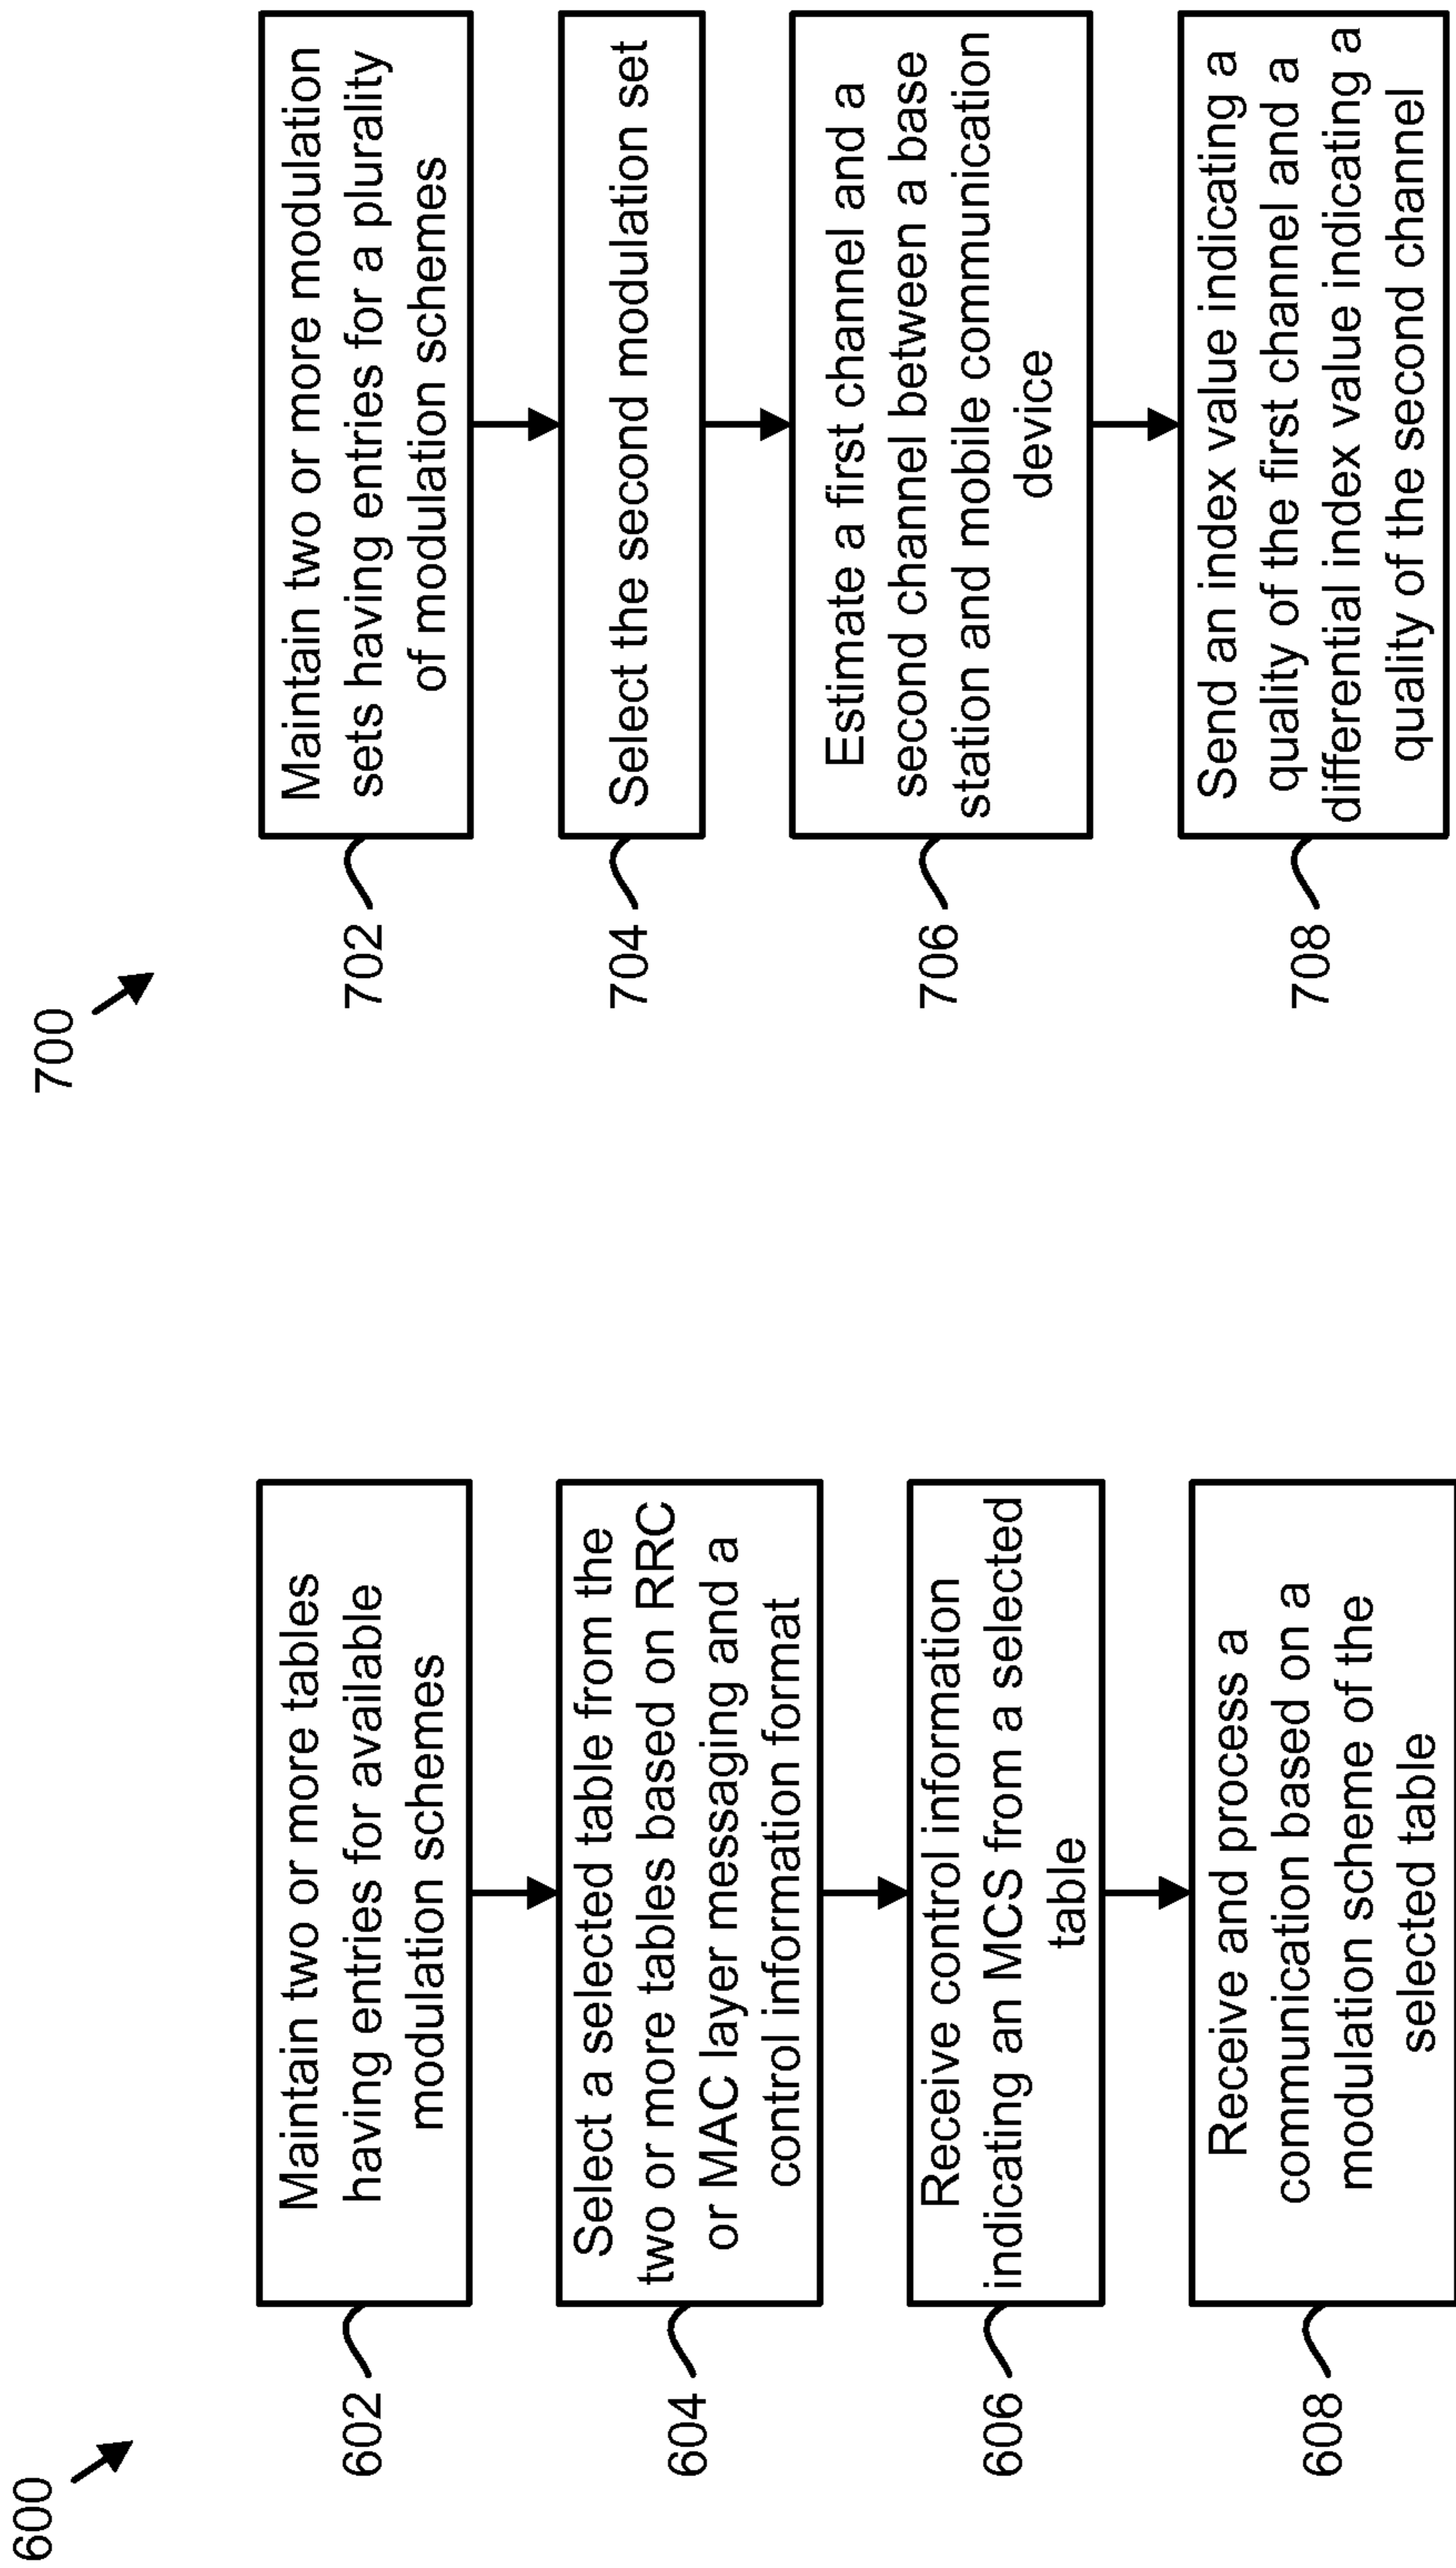 600
602
Maintain two or more tables
having entries for available
modulation schemes
604
Select a selected table from the
two or more tables based on RRC
or MAC layer messaging and a
control information format
606
Receive control information
indicating an MCS from a selected
table
608
Receive and process a
communication based on a
modulation scheme of the
selected table
700
702
Maintain two or more modulation
sets having entries for a plurality
of modulation schemes
704
Select the second modulation set
706
Estimate a first channel and a
second channel between a base
station and mobile communication
device
708
Send an index value indicating a
quality of the first channel and a
differential index value indicating a
quality of the second channel